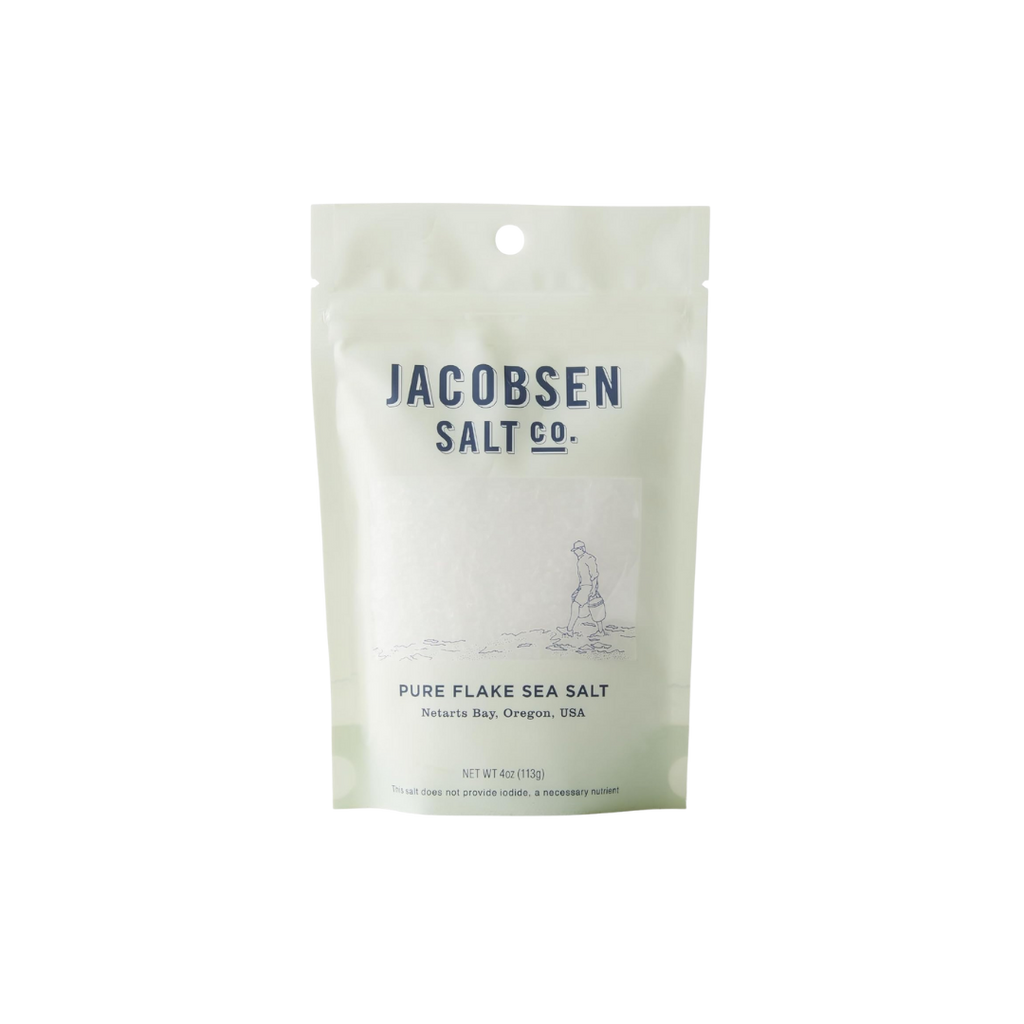 JACOBSEN
SALT CO.
PURE FLAKE SEA SALT
Netarts Bay, Oregon, USA
NET WT 4oz (113g)
This salt does not provide iodide, a necessary nutrient